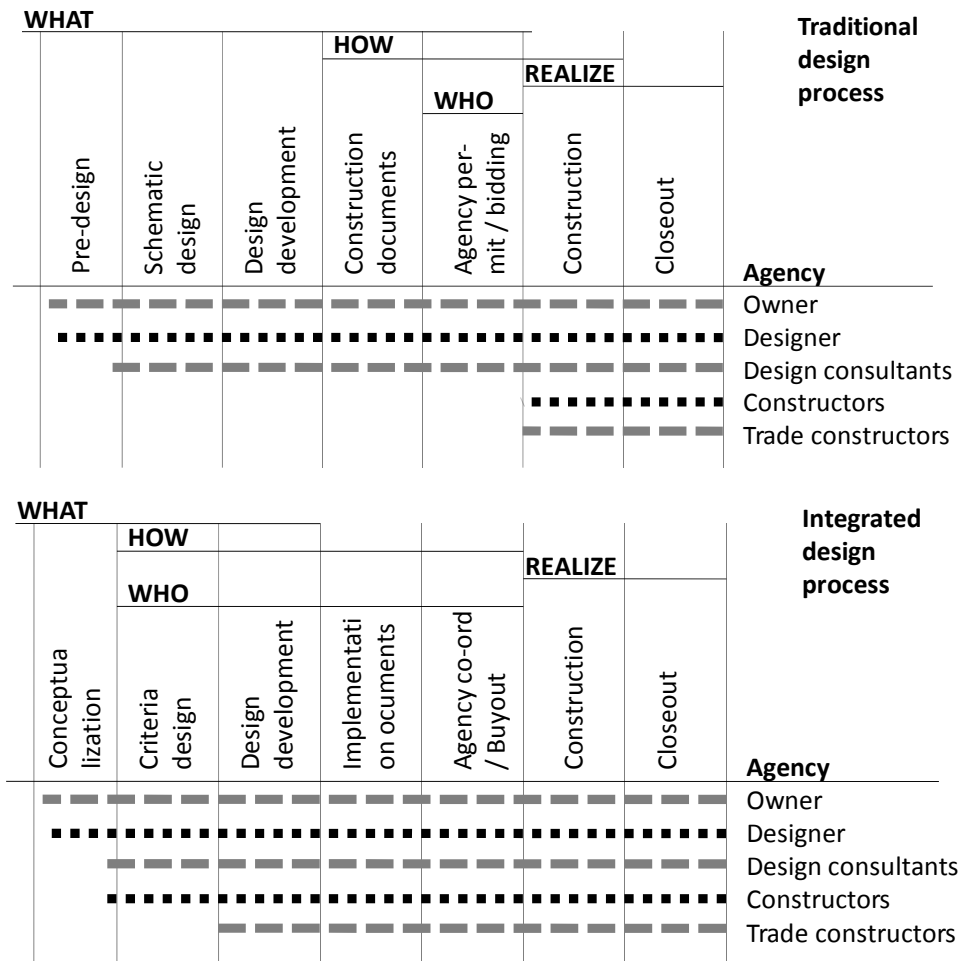 WHAT
HOW
REALIZE
WHO
Traditional
design
process
Pre-design
Schematic
design
Design
development
Construction
documents
Agency per-
mit / bidding
Construction
Closeout
Agency
Owner
Designer
Design consultants
Constructors
Trade constructors
WHAT
HOW
REALIZE
WHO
Integrated
design
process
Conceptua
lization
Criteria
design
Design
development
Implementati
on ocuments
Agency co-ord
/ Buyout
Construction
Closeout
Agency
Owner
Designer
Design consultants
Constructors
Trade constructors